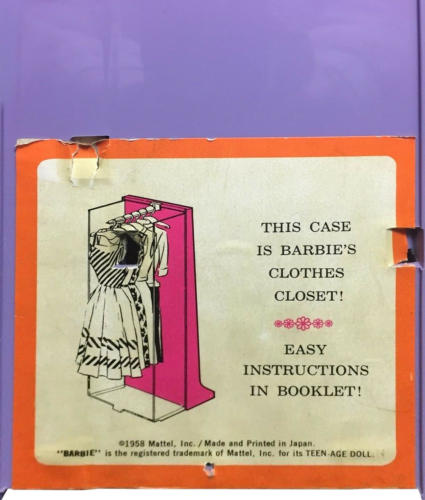 THIS CASE
IS BARBIE'S
CLOTHES
CLOSET!
EASY
INSTRUCTIONS
IN BOOKLET!
©1958 Mattel, Inc. / Made and Printed in Japan.
"BARBIE" is the registered trademark of Mattel, Inc. for its TEEN-AGE DOLL.